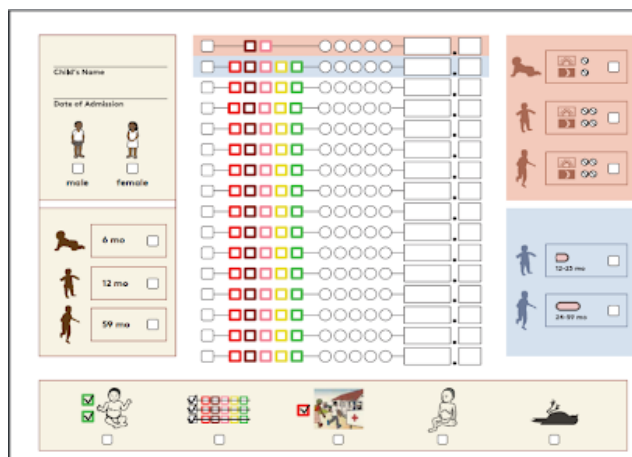 Child's Name
Date of Admission
male female
6 mo
12 mo
59 mo
12-23 mo
24-59 mo